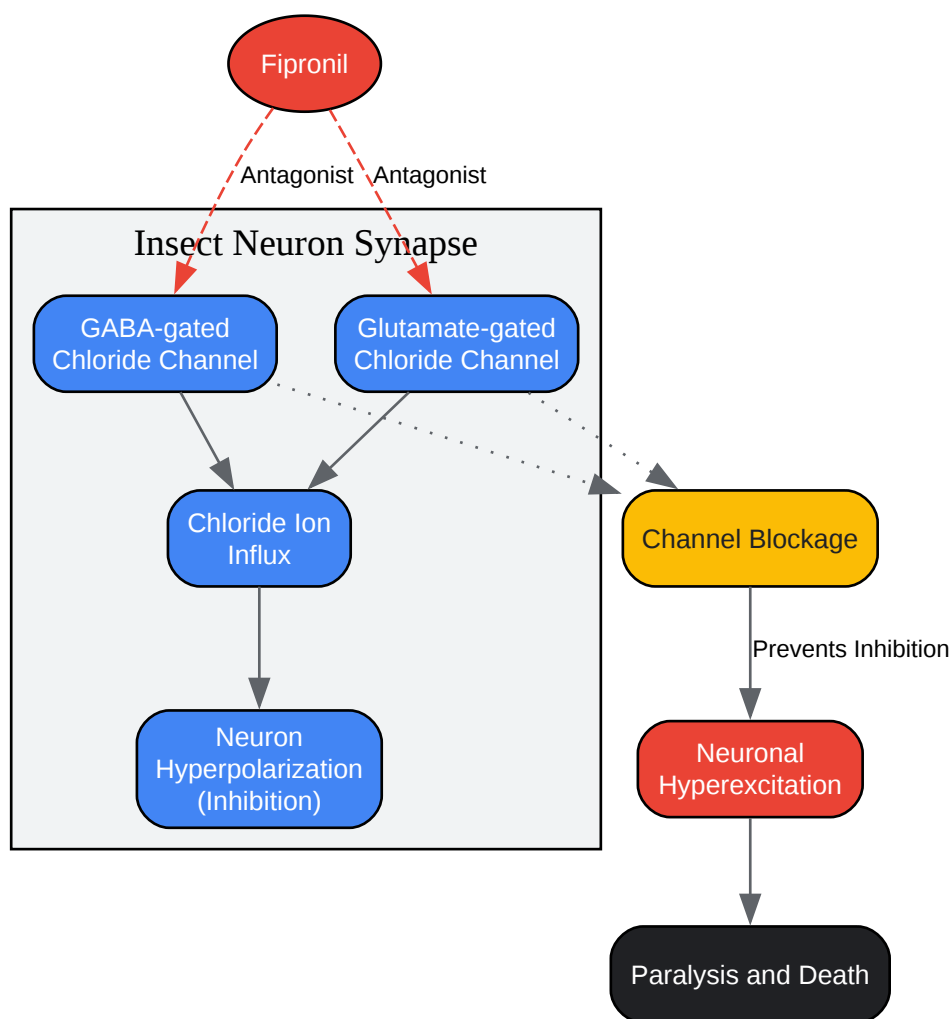 Fipronil
Antagonist
Antagonist
Insect Neuron Synapse
GABA-gated
Chloride Channel
Glutamate-gated
Chloride Channel
Chloride Ion
Influx
Channel Blockage
Prevents Inhibition
Neuron
Hyperpolarization
(Inhibition)
Neuronal
Hyperexcitation
Paralysis and Death